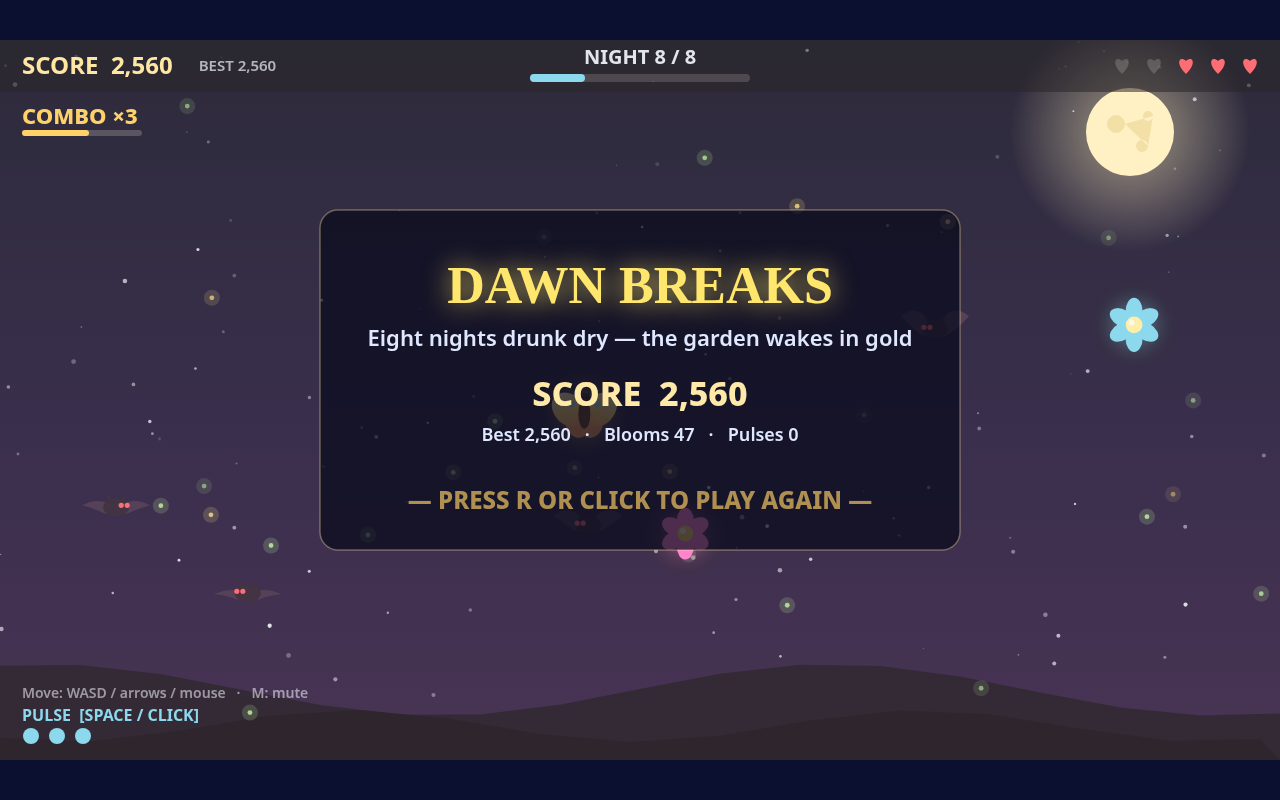 SCORE 2,560 BEST 2,560 NIGHT 8 / 8
COMBO ×3
DAWN BREAKS
Eight nights drunk dry — the garden wakes in gold
SCORE 2,560
Best 2,560 · Blooms 47 · Pulses 0
— PRESS R OR CLICK TO PLAY AGAIN —
Move: WASD / arrows / mouse · M: mute
PULSE [SPACE / CLICK]